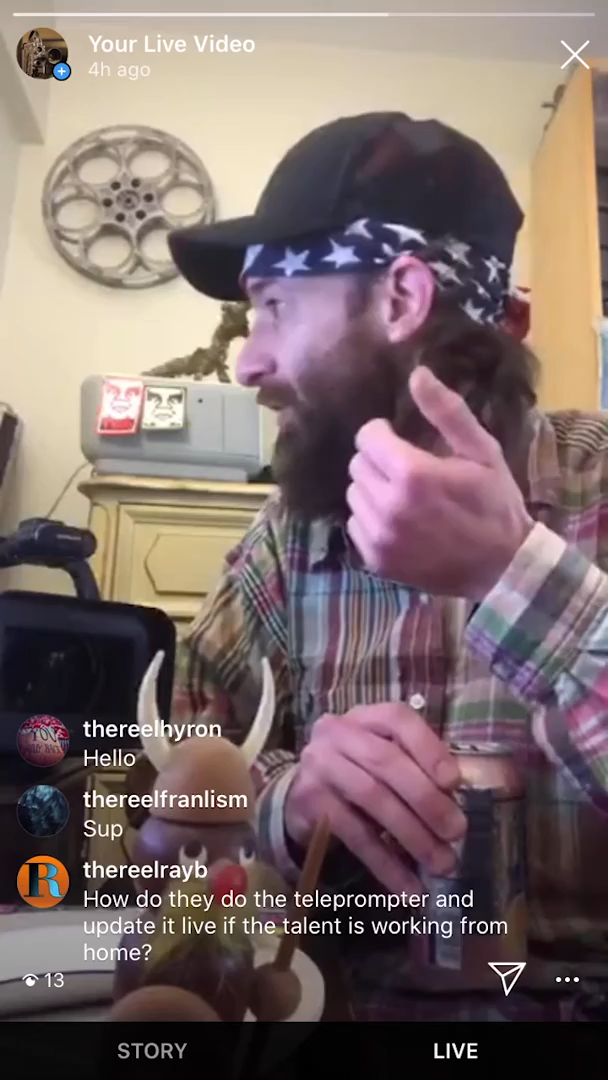 Your Live Video
4h ago
thereelhyron
Hello
thereelfranlism
Sup
thereelrayb
How do they do the teleprompter and
update it live if the talent is working from
home?
13
STORY
LIVE